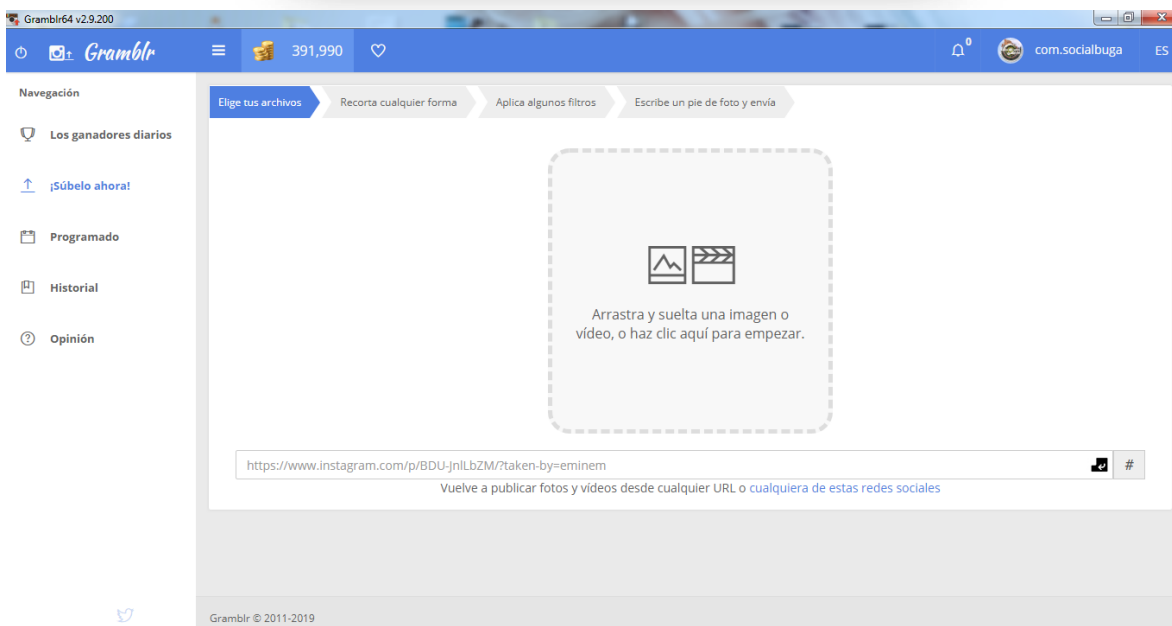 Gramblr64 v2.9.200
Gramblr
391,990
0
com.socialbuga
ES
Navegación
Los ganadores diarios
¡Súbelo ahora!
Programado
Historial
Opinión
Elige tus archivos
Recorta cualquier forma
Aplica algunos filtros
Escribe un pie de foto y envía
Arrastra y suelta una imagen o
vídeo, o haz clic aquí para empezar.
https://www.instagram.com/p/BDU-JnlLbZM/?taken-by=eminem
#
Vuelve a publicar fotos y vídeos desde cualquier URL o cualquiera de estas redes sociales
Gramblr © 2011-2019